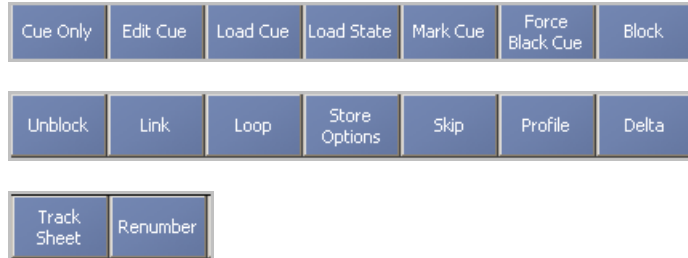 Cue Only Edit Cue Load Cue Load State Mark Cue Force Black Cue Block
Unblock Link Loop Store Options Skip Profile Delta
Track Sheet Renumber